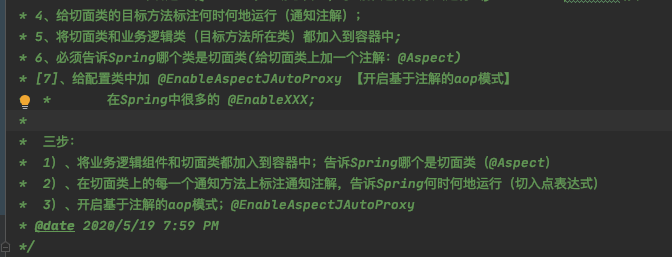 * 4、给切面类的目标方法标注何时何地运行（通知注解）;
* 5、将切面类和业务逻辑类（目标方法所在类）都加入到容器中;
* 6、必须告诉Spring哪个类是切面类(给切面类上加一个注解：@Aspect)
* [7]、给配置类中加 @EnableAspectJAutoProxy 【开启基于注解的aop模式】
*       在Spring中很多的 @EnableXXX;
*
*  三步：
*  1）、将业务逻辑组件和切面类都加入到容器中；告诉Spring哪个是切面类（@Aspect）
*  2）、在切面类上的每一个通知方法上标注通知注解，告诉Spring何时何地运行（切入点表达式）
*  3）、开启基于注解的aop模式；@EnableAspectJAutoProxy
* @date 2020/5/19 7:59 PM
*/